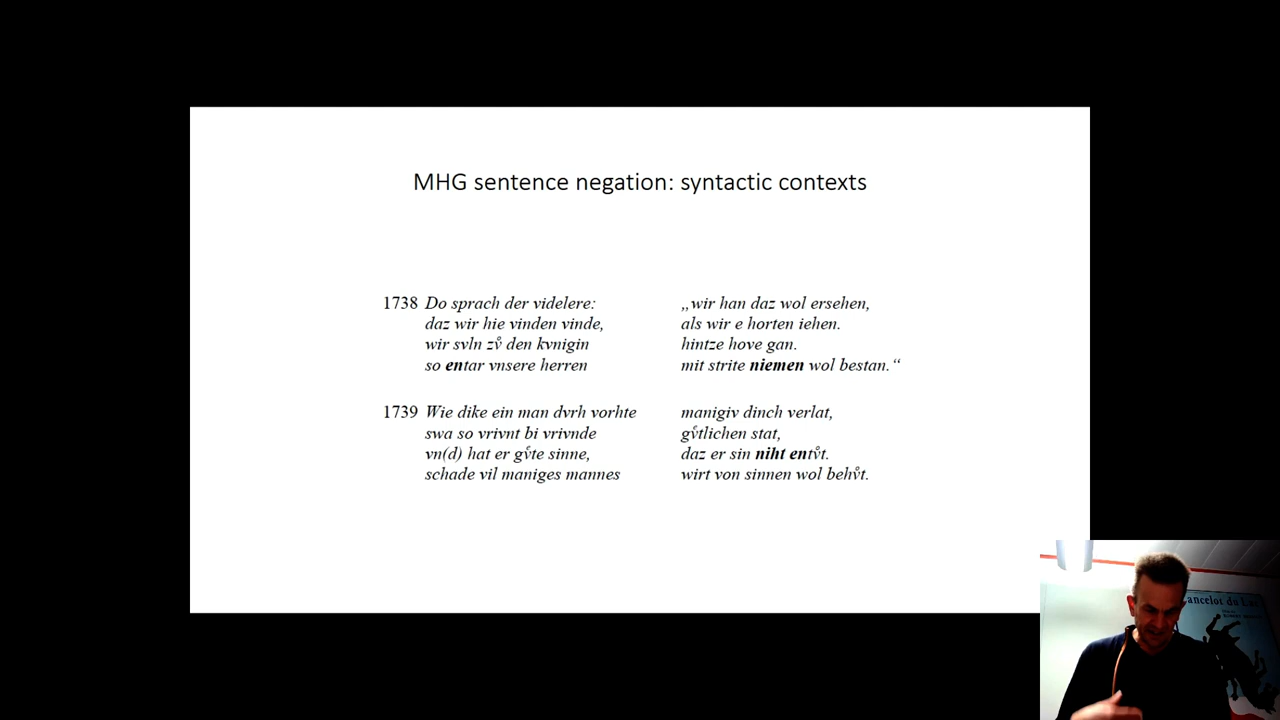 MHG sentence negation: syntactic contexts
1738 Do sprach der videlere: „wir han daz wol ersehen,
daz wir hie vinden vinde, als wir e horten iehen.
wir svln zvͦ den kvnigin hintze hove gan.
so entar vnsere herren mit strite niemen wol bestan.“
1739 Wie dike ein man dvrh vorhte manigiv dinch verlat,
swa so vrivnt bi vrivnde gvͤtlichen stat,
vn(d) hat er gvͤte sinne, daz er sin niht entvͦt.
schade vil maniges mannes wirt von sinnen wol behvͦt.
ancelot du Lac